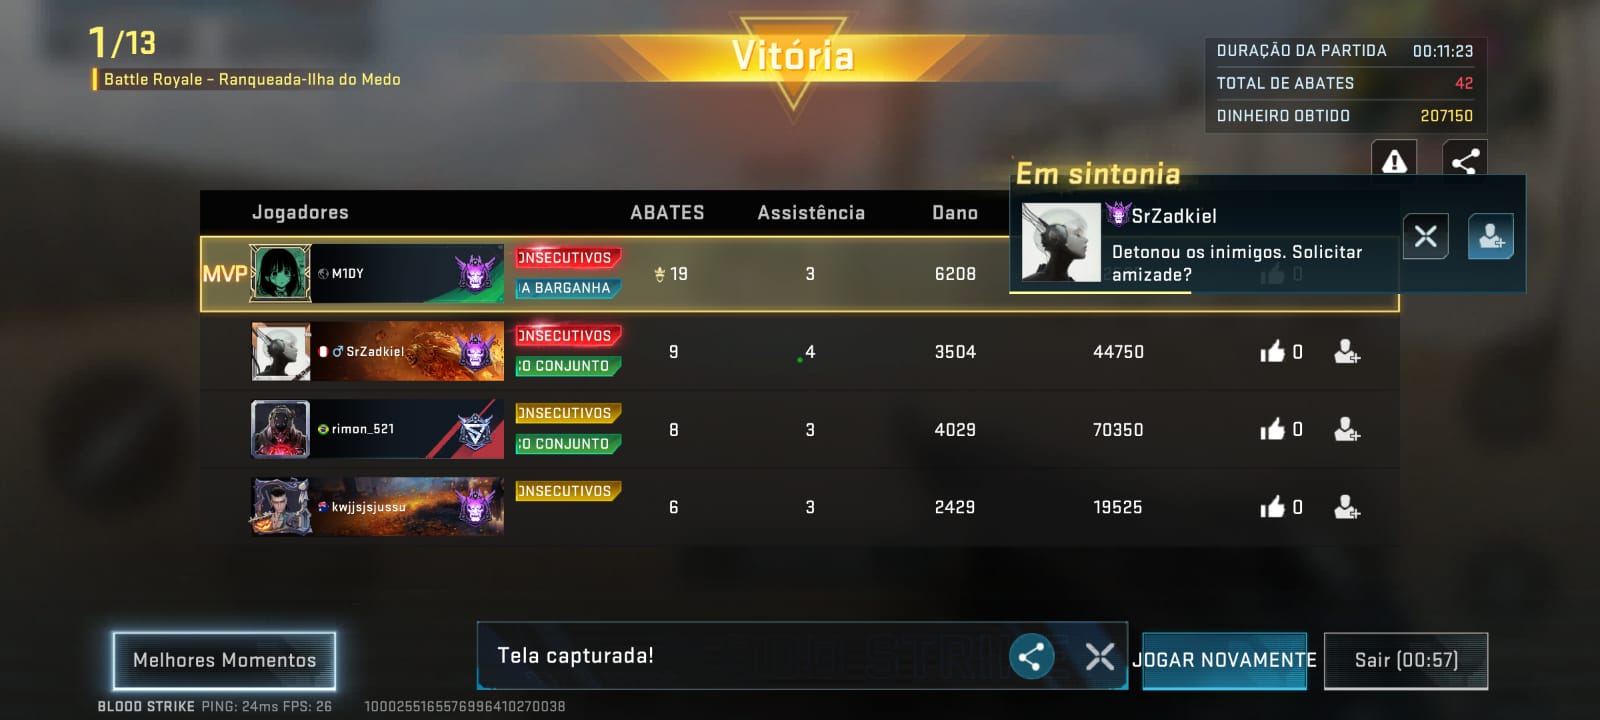 1/13
Battle Royale - Ranqueada-Ilha do Medo
Vitória
DURAÇÃO DA PARTIDA 00:11:23
TOTAL DE ABATES 42
DINHEIRO OBTIDO 207150
Em sintonia
SrZadkiel
Detonou os inimigos. Solicitar
amizade?
Jogadores ABATES Assistência Dano
MVP M1DY ONSECUTIVOS A BARGANHA 19 3 6208 0
SrZadkiel ONSECUTIVOS O CONJUNTO 9 4 3504 44750 0
rimon_521 ONSECUTIVOS O CONJUNTO 8 3 4029 70350 0
kwjjsjsjussu ONSECUTIVOS 6 3 2429 19525 0
Melhores Momentos
Tela capturada!
JOGAR NOVAMENTE
Sair (00:57)
BLOOD STRIKE PING: 24ms FPS: 26 1000255165576996410270038